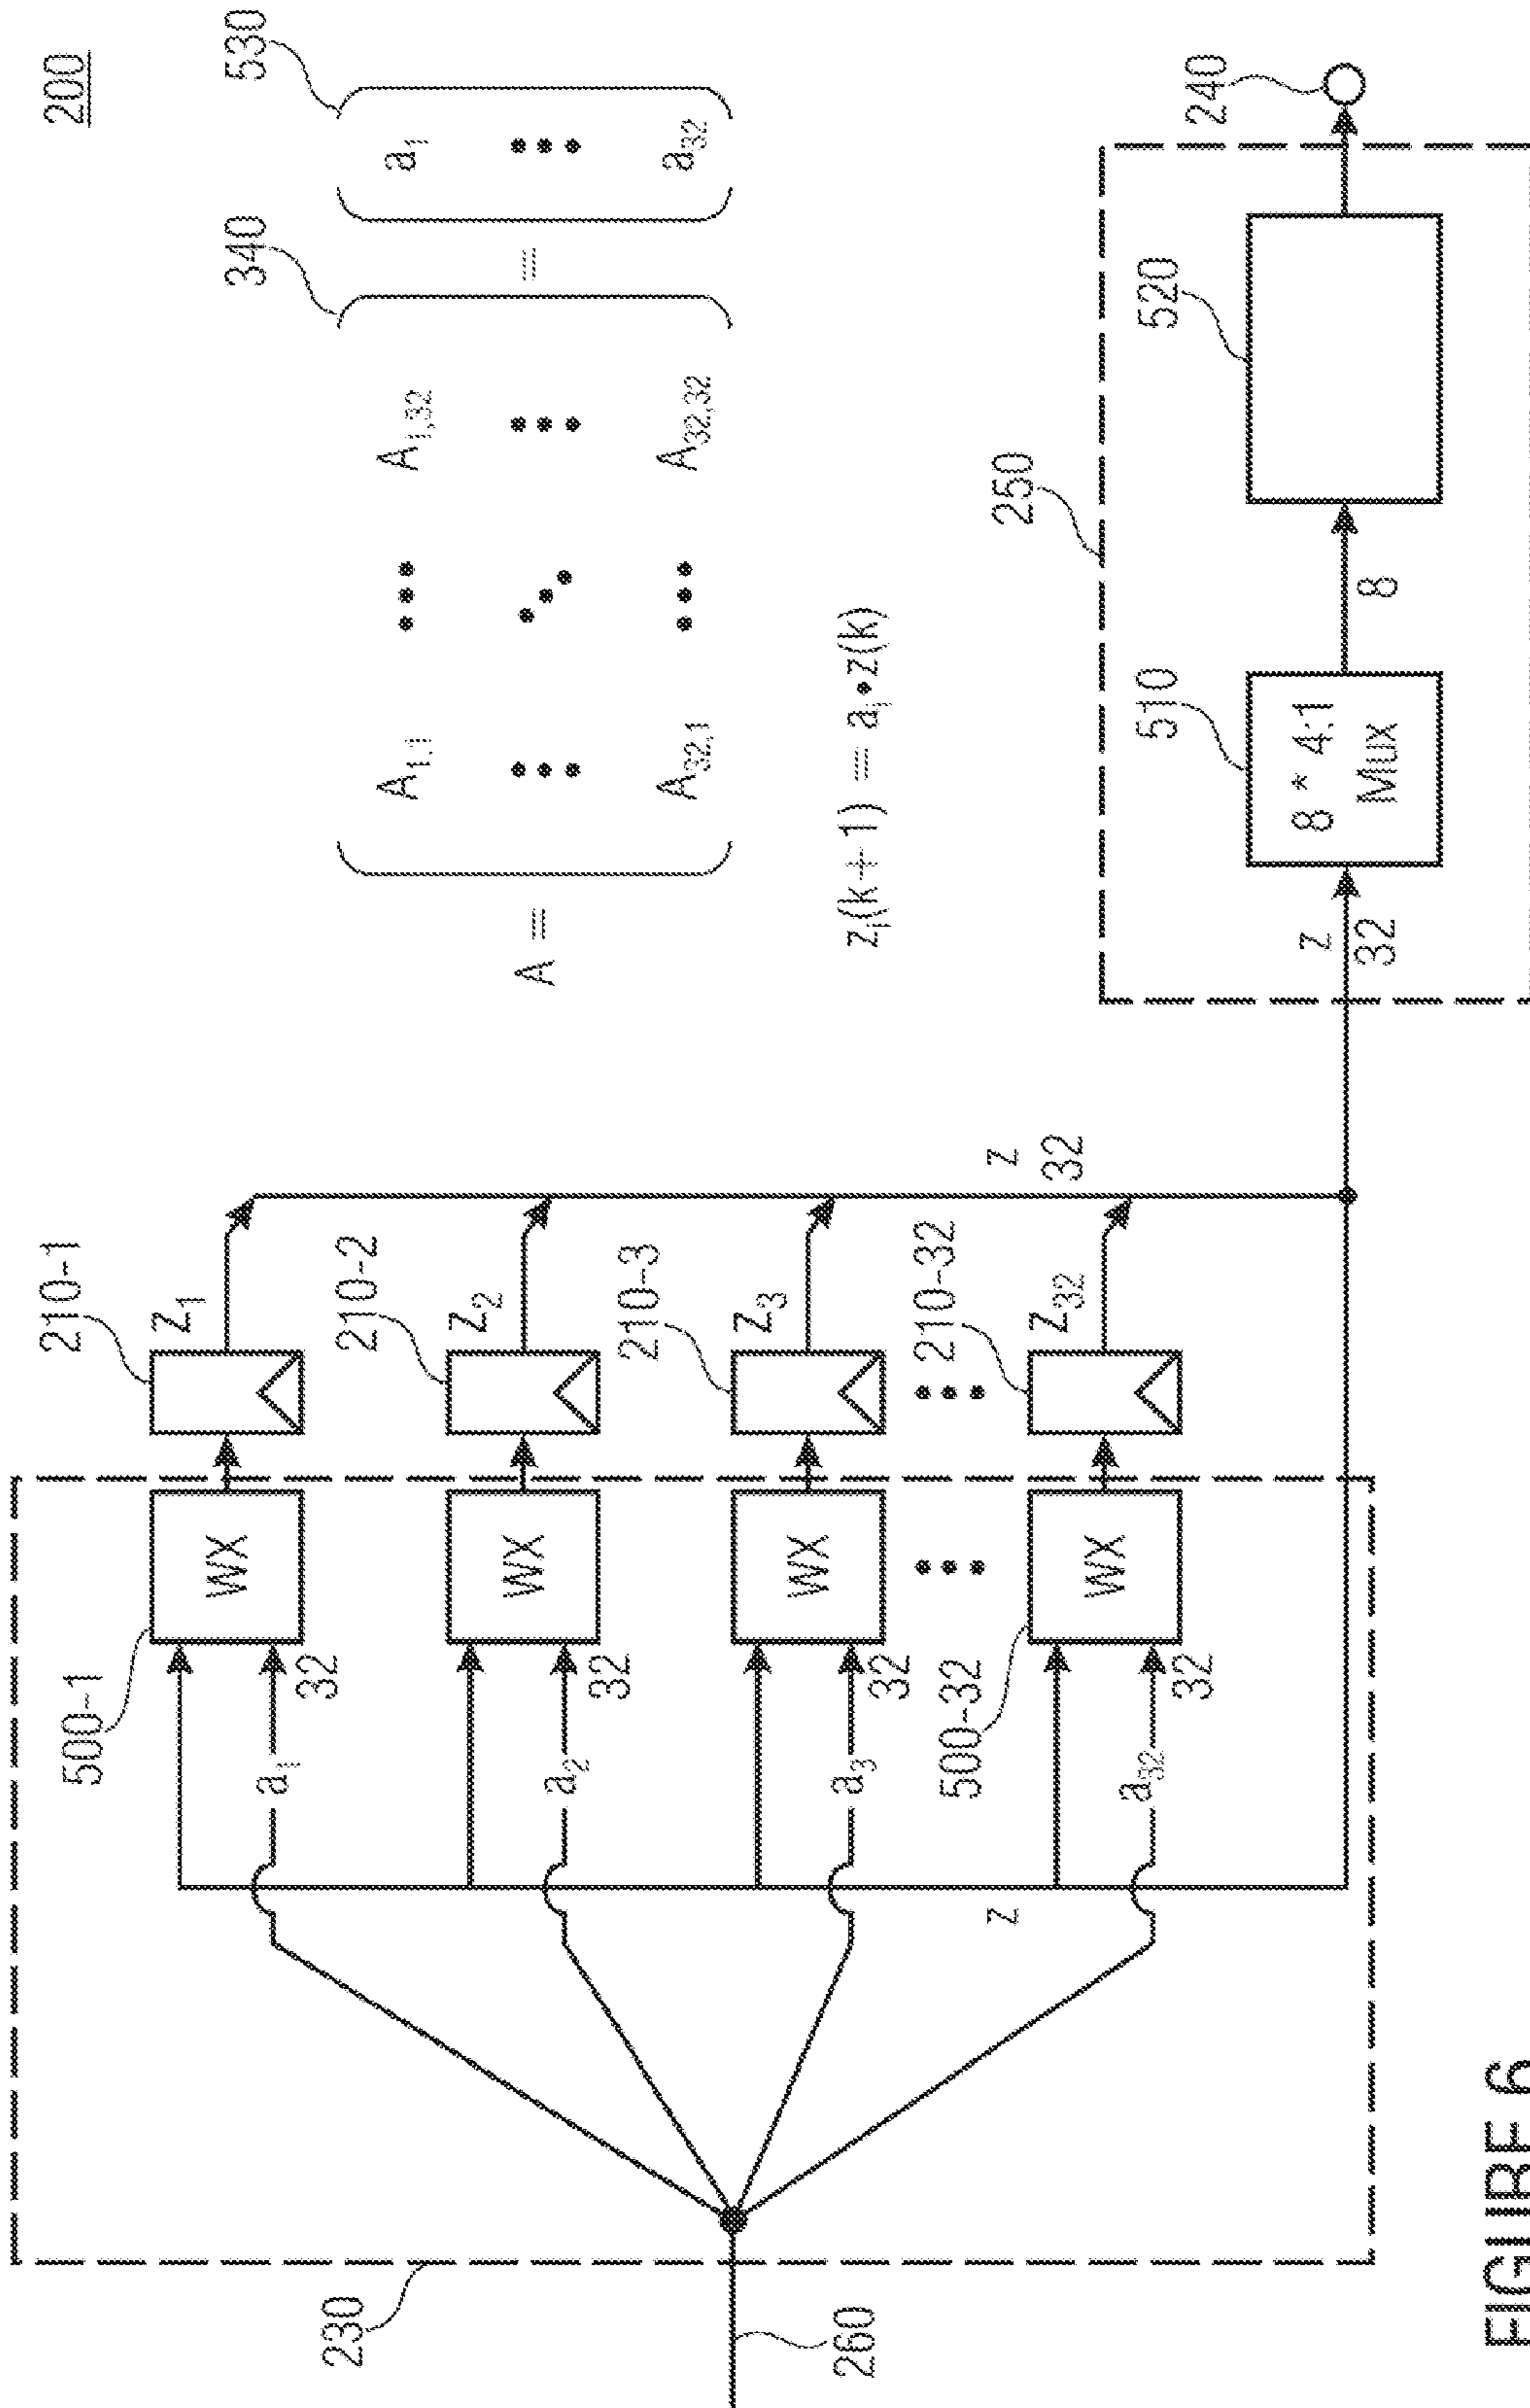 200
230
260
500-1
a₁
32
WX
210-1
z₁
a₂
32
WX
210-2
z₂
a₃
32
WX
210-3
z₃
500-32
a₃₂
32
WX
210-32
z₃₂
z
z
32
A =
A₁,₁ ••• A₁,₃₂
A₃₂,₁ ••• A₃₂,₃₂
340
=
a₁
a₃₂
530
zᵢ(k+1) = aᵢ•z(k)
250
z
32
510
8 * 4:1
Mux
8
520
240
FIGURE 6